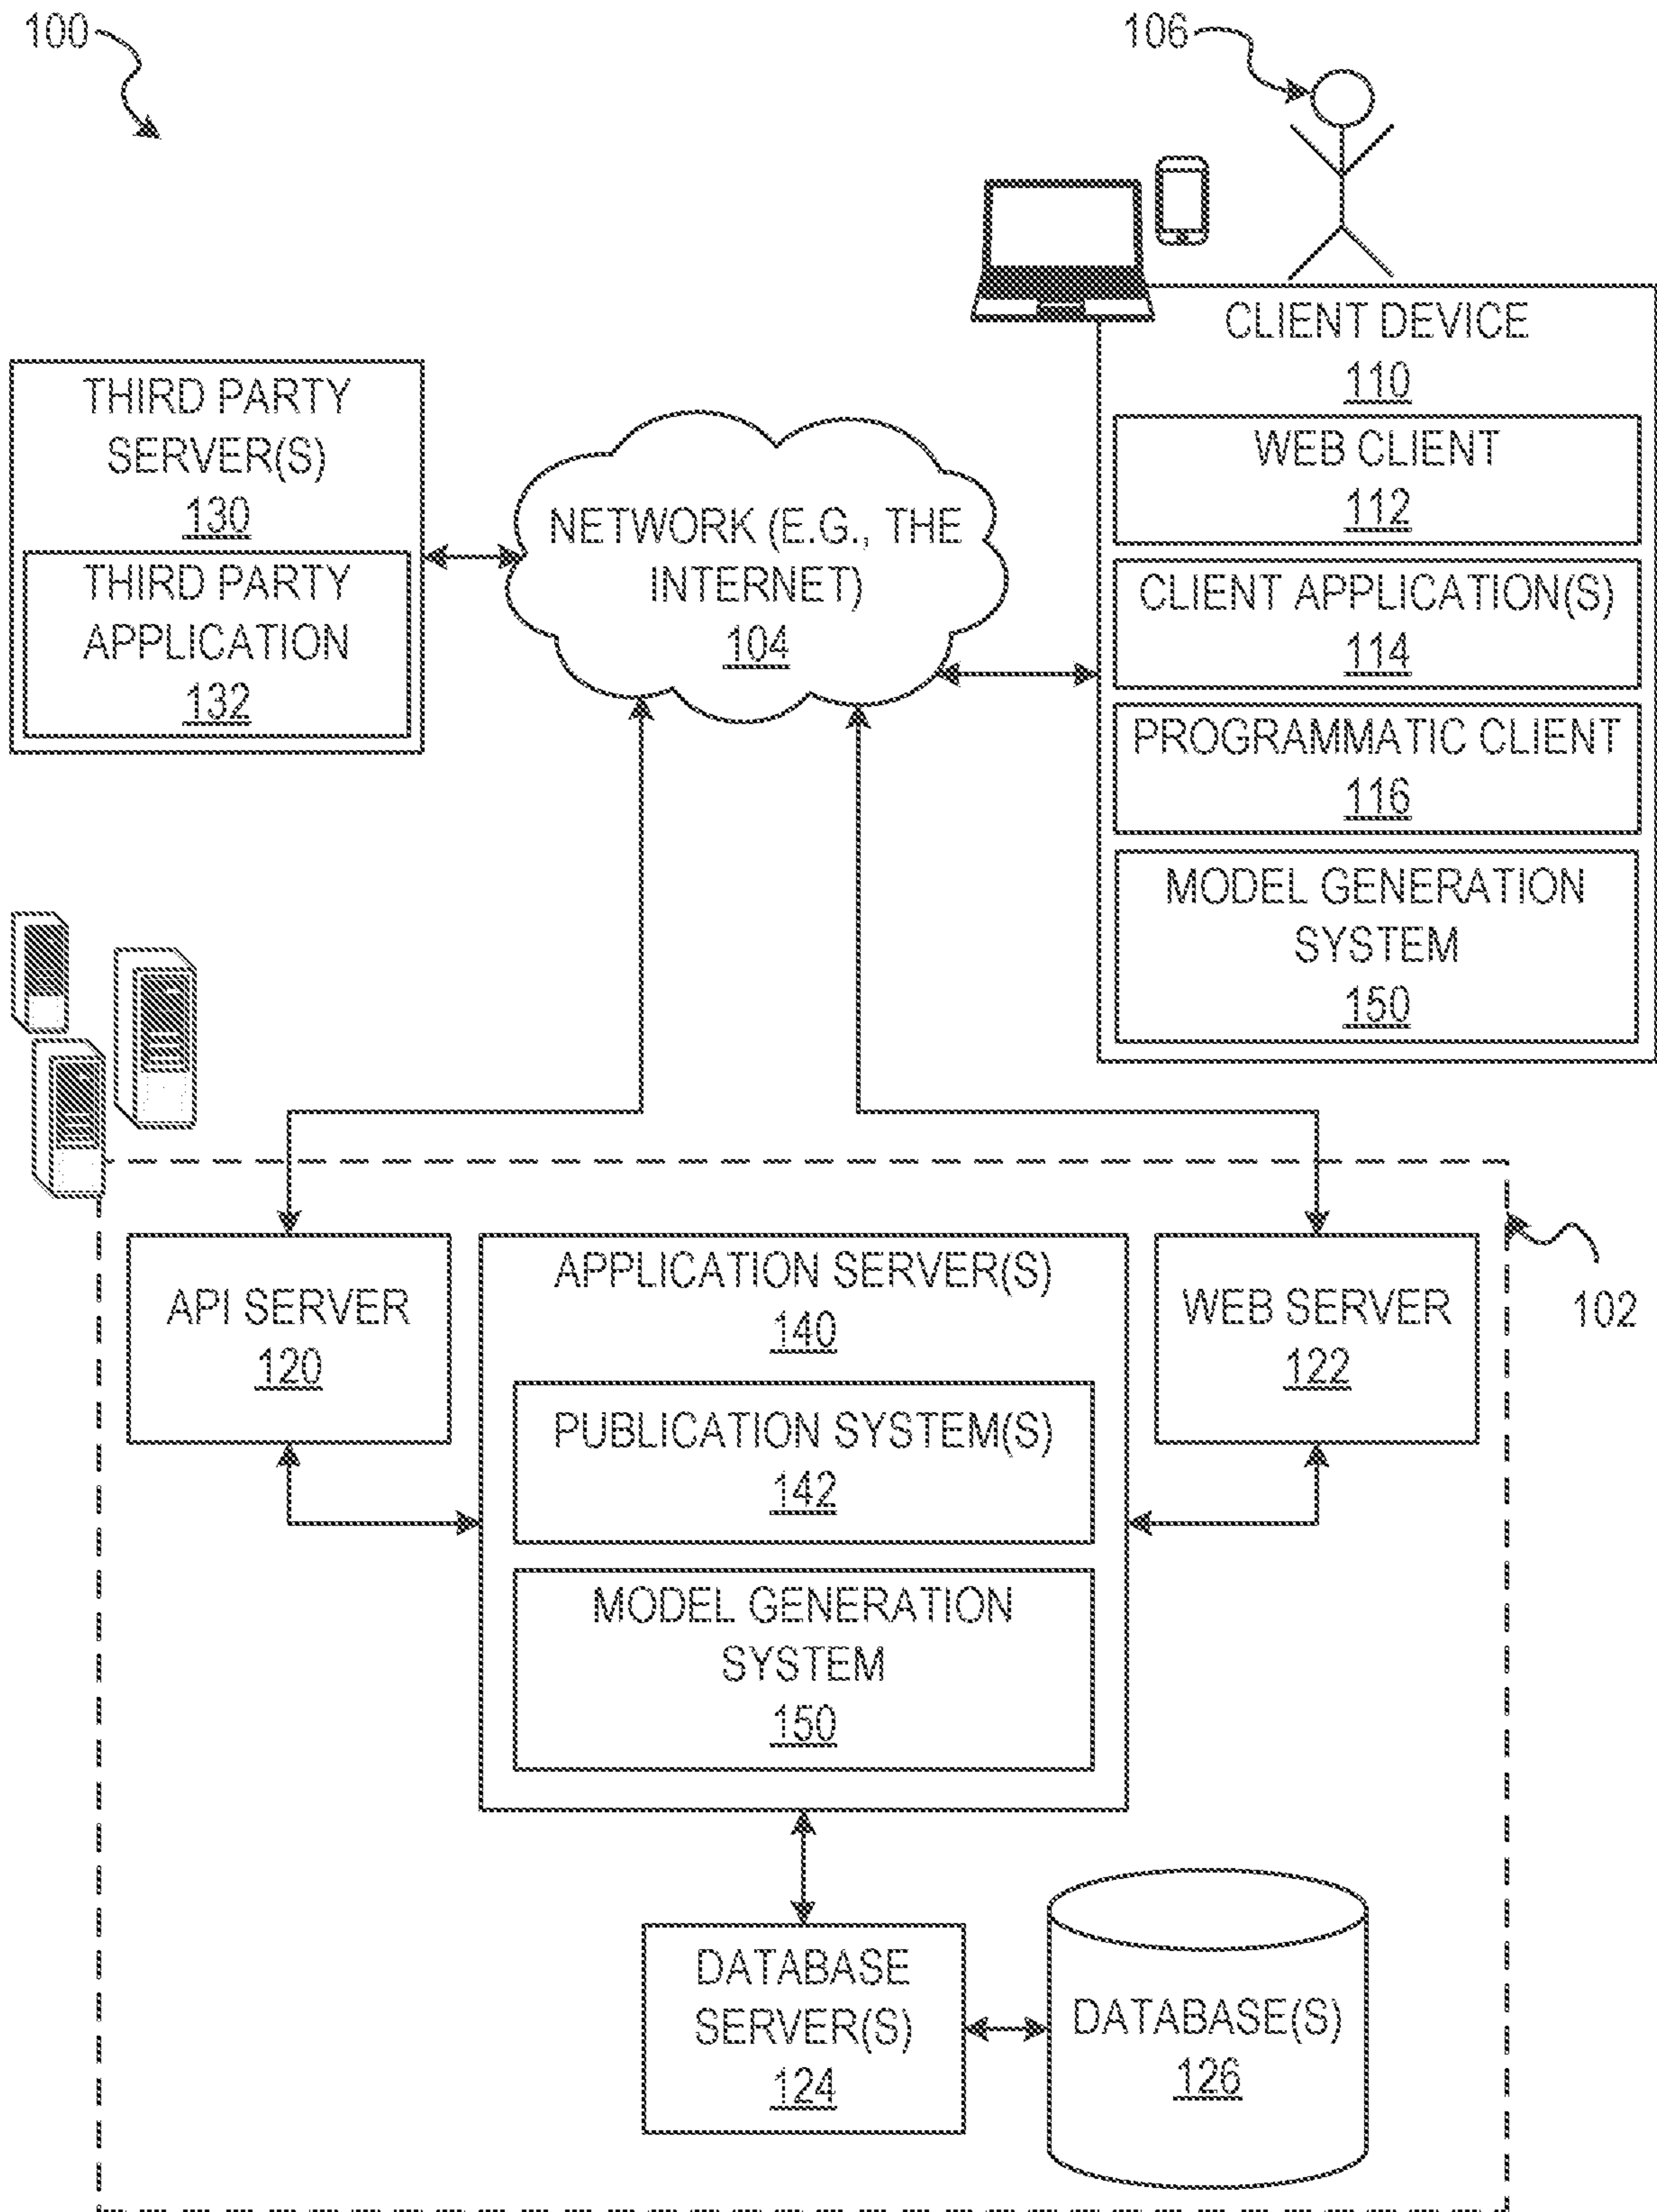 100
106
CLIENT DEVICE
110
WEB CLIENT
112
CLIENT APPLICATION(S)
114
PROGRAMMATIC CLIENT
116
MODEL GENERATION
SYSTEM
150
THIRD PARTY
SERVER(S)
130
THIRD PARTY
APPLICATION
132
NETWORK (E.G., THE
INTERNET)
104
API SERVER
120
APPLICATION SERVER(S)
140
PUBLICATION SYSTEM(S)
142
MODEL GENERATION
SYSTEM
150
WEB SERVER
122
102
DATABASE
SERVER(S)
124
DATABASE(S)
126